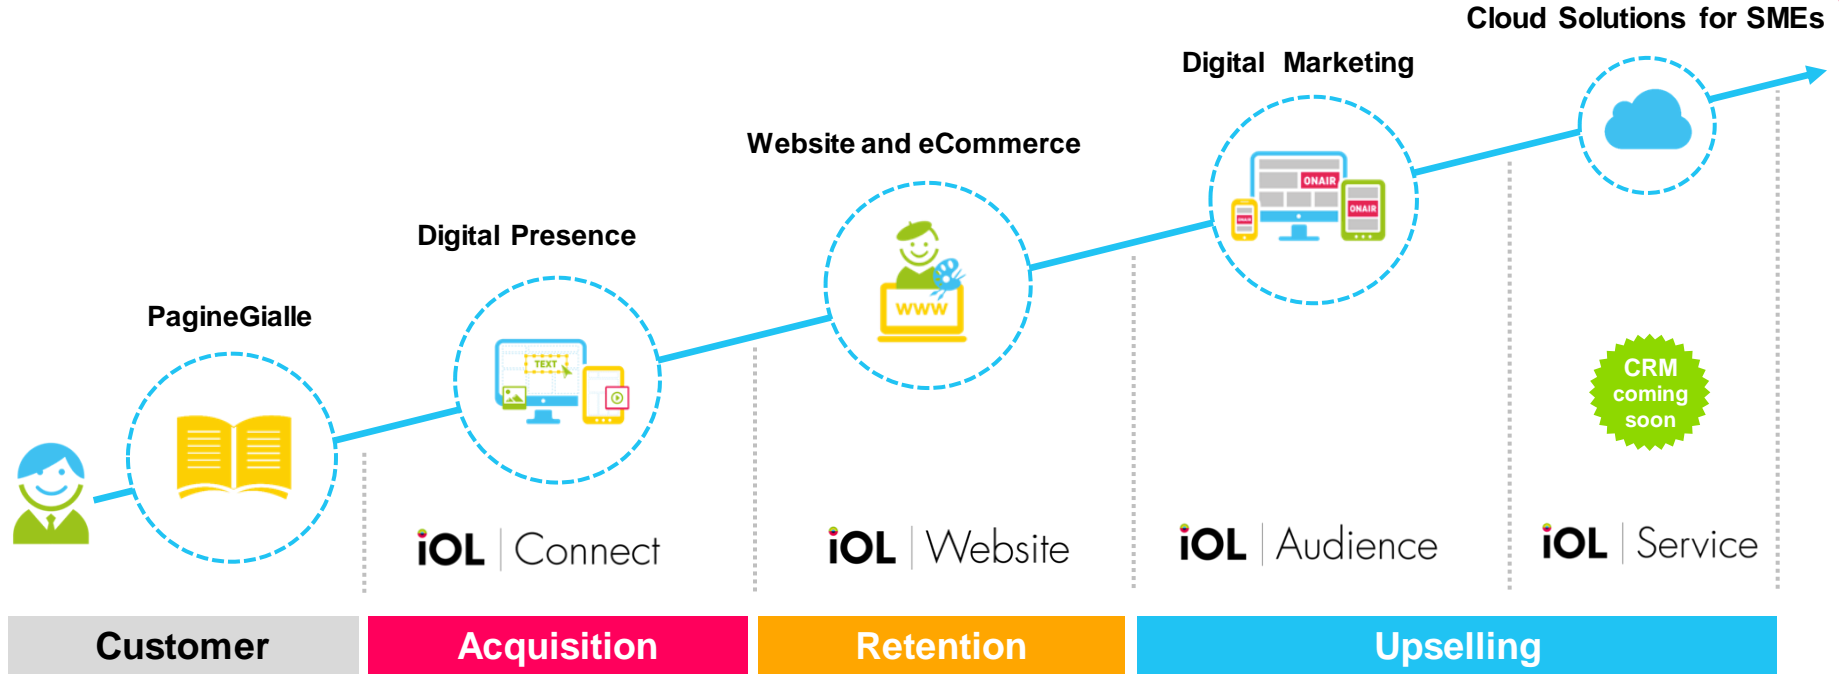 Cloud Solutions for SMEs
Digital Marketing
Website and eCommerce
Digital Presence
PagineGialle
TEXT
WWW
ONAIR
ONAIR
ONAIR
CRM
coming
soon
iOL | Connect
iOL | Website
iOL | Audience
iOL | Service
Customer
Acquisition
Retention
Upselling